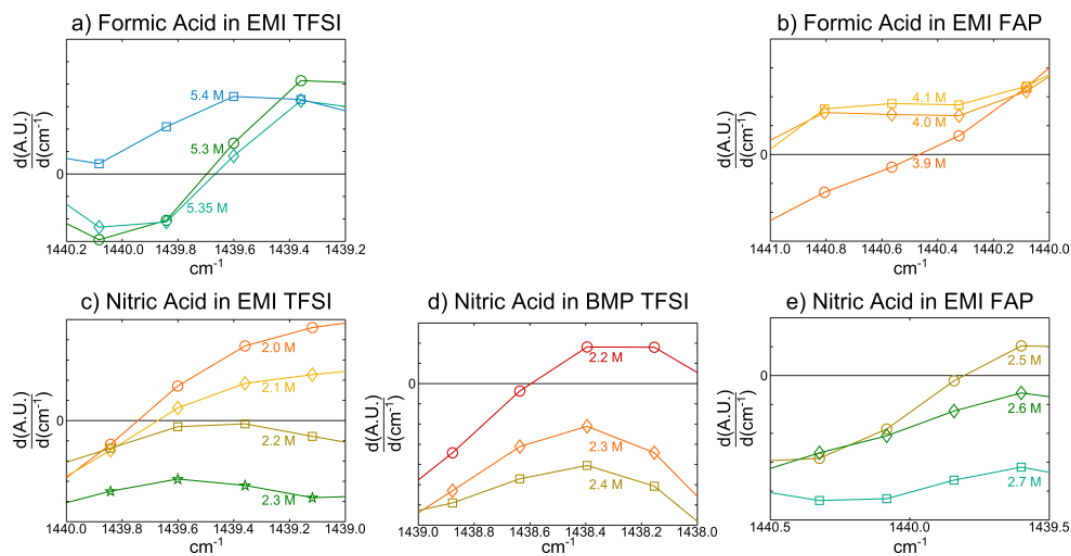 a) Formic Acid in EMI TFSI
d(A.U.)
d(cm-1)
5.4 M
5.3 M
5.35 M
1440.2 1440.0 1439.8 1439.6 1439.4 1439.2
cm-1
b) Formic Acid in EMI FAP
d(A.U.)
d(cm-1)
4.1 M
4.0 M
3.9 M
1441.0 1440.8 1440.6 1440.4 1440.2 1440.0
cm-1
c) Nitric Acid in EMI TFSI
d(A.U.)
d(cm-1)
2.0 M
2.1 M
2.2 M
2.3 M
1440.0 1439.8 1439.6 1439.4 1439.2 1439.0
cm-1
d) Nitric Acid in BMP TFSI
d(A.U.)
d(cm-1)
2.2 M
2.3 M
2.4 M
1439.0 1438.8 1438.6 1438.4 1438.2 1438.0
cm-1
e) Nitric Acid in EMI FAP
d(A.U.)
d(cm-1)
2.5 M
2.6 M
2.7 M
1440.5 1440.0 1439.5
cm-1
0
0
0
0
0